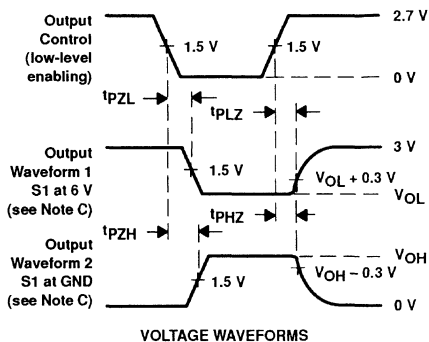 Output
Control
(low-level
enabling)
2.7 V
1.5 V
1.5 V
0 V
tPZL
tPLZ
Output
Waveform 1
S1 at 6 V
(see Note C)
3 V
1.5 V
VOL + 0.3 V
VOL
tPHZ
tPZH
Output
Waveform 2
S1 at GND
(see Note C)
VOH
VOH – 0.3 V
1.5 V
0 V
VOLTAGE WAVEFORMS